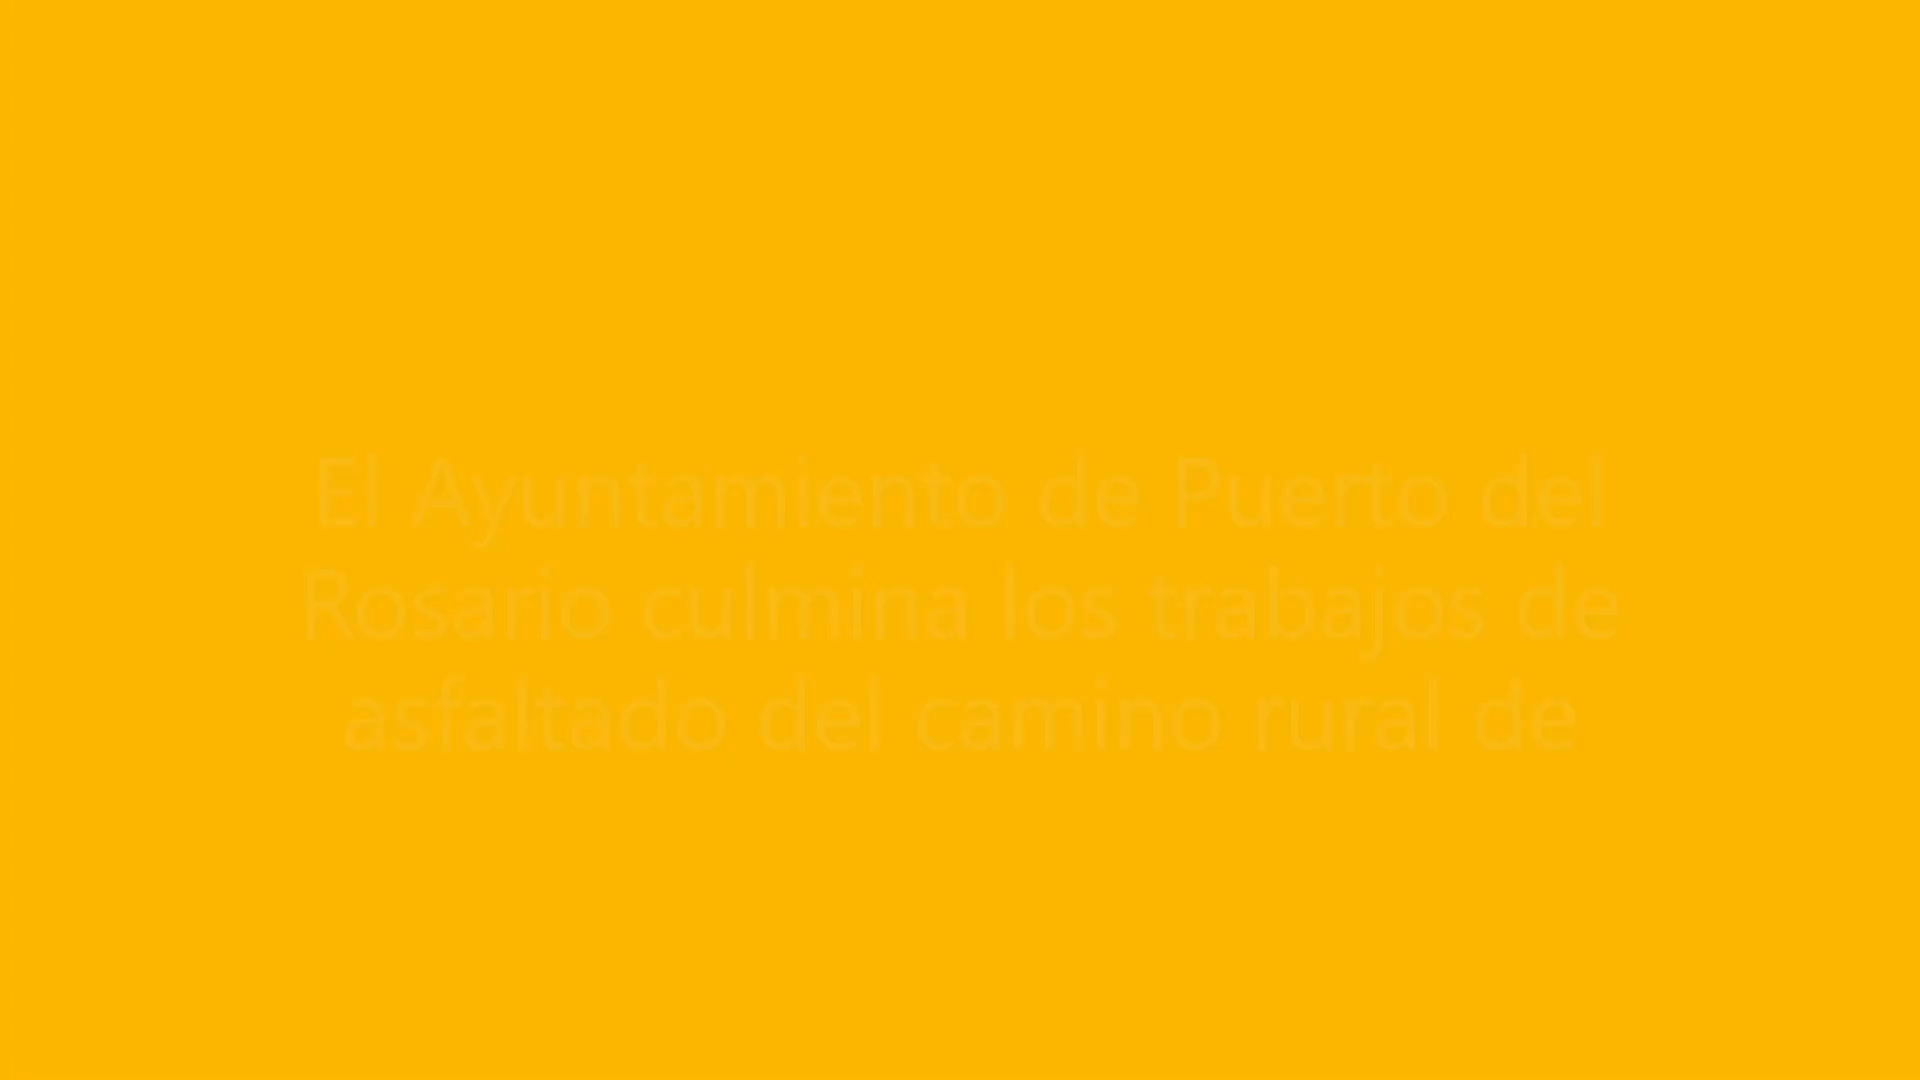 El Ayuntamiento de Puerto del
Rosario culmina los trabajos de
asfaltado del camino rural de